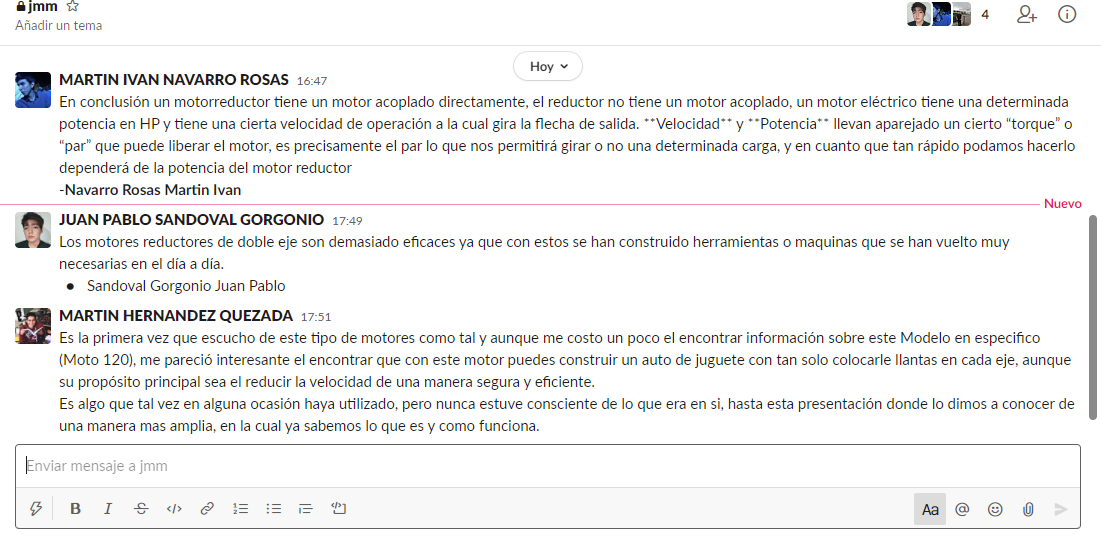 jmm
Añadir un tema
4
Hoy
MARTIN IVAN NAVARRO ROSAS 16:47
En conclusión un motorreductor tiene un motor acoplado directamente, el reductor no tiene un motor acoplado, un motor eléctrico tiene una determinada
potencia en HP y tiene una cierta velocidad de operación a la cual gira la flecha de salida. **Velocidad** y **Potencia** llevan aparejado un cierto “torque” o
“par” que puede liberar el motor, es precisamente el par lo que nos permitirá girar o no una determinada carga, y en cuanto que tan rápido podamos hacerlo
dependerá de la potencia del motor reductor
-Navarro Rosas Martin Ivan
Nuevo
JUAN PABLO SANDOVAL GORGONIO 17:49
Los motores reductores de doble eje son demasiado eficaces ya que con estos se han construido herramientas o maquinas que se han vuelto muy
necesarias en el día a día.
• Sandoval Gorgonio Juan Pablo
MARTIN HERNANDEZ QUEZADA 17:51
Es la primera vez que escucho de este tipo de motores como tal y aunque me costo un poco el encontrar información sobre este Modelo en especifico
(Moto 120), me pareció interesante el encontrar que con este motor puedes construir un auto de juguete con tan solo colocarle llantas en cada eje, aunque
su propósito principal sea el reducir la velocidad de una manera segura y eficiente.
Es algo que tal vez en alguna ocasión haya utilizado, pero nunca estuve consciente de lo que era en si, hasta esta presentación donde lo dimos a conocer de
una manera mas amplia, en la cual ya sabemos lo que es y como funciona.
Enviar mensaje a jmm
B I S </> Aa @